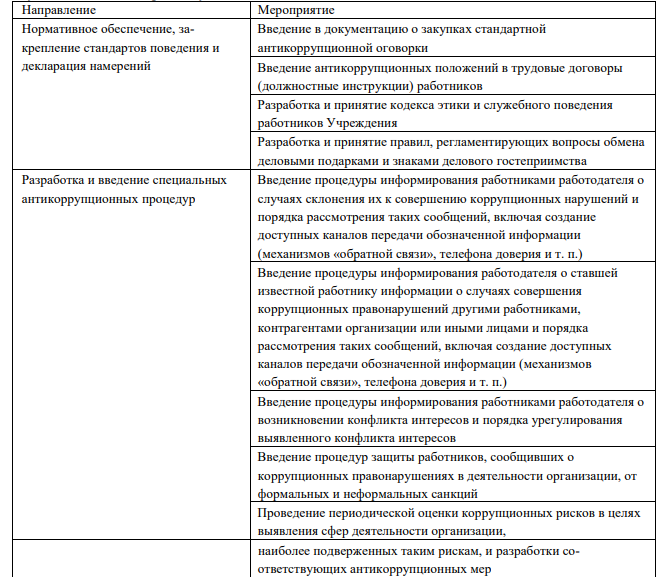 Направление
Мероприятие
Нормативное обеспечение, за-
крепление стандартов поведения и
декларация намерений
Введение в документацию о закупках стандартной
антикоррупционной оговорки
Введение антикоррупционных положений в трудовые договоры
(должностные инструкции) работников
Разработка и принятие кодекса этики и служебного поведения
работников Учреждения
Разработка и принятие правил, регламентирующих вопросы обмена
деловыми подарками и знаками делового гостеприимства
Разработка и введение специальных
антикоррупционных процедур
Введение процедуры информирования работниками работодателя о
случаях склонения их к совершению коррупционных нарушений и
порядка рассмотрения таких сообщений, включая создание
доступных каналов передачи обозначенной информации
(механизмов «обратной связи», телефона доверия и т. п.)
Введение процедуры информирования работодателя о ставшей
известной работнику информации о случаях совершения
коррупционных правонарушений другими работниками,
контрагентами организации или иными лицами и порядка
рассмотрения таких сообщений, включая создание доступных
каналов передачи обозначенной информации (механизмов
«обратной связи», телефона доверия и т. п.)
Введение процедуры информирования работниками работодателя о
возникновении конфликта интересов и порядка урегулирования
выявленного конфликта интересов
Введение процедур защиты работников, сообщивших о
коррупционных правонарушениях в деятельности организации, от
формальных и неформальных санкций
Проведение периодической оценки коррупционных рисков в целях
выявления сфер деятельности организации,
наиболее подверженных таким рискам, и разработки со-
ответствующих антикоррупционных мер